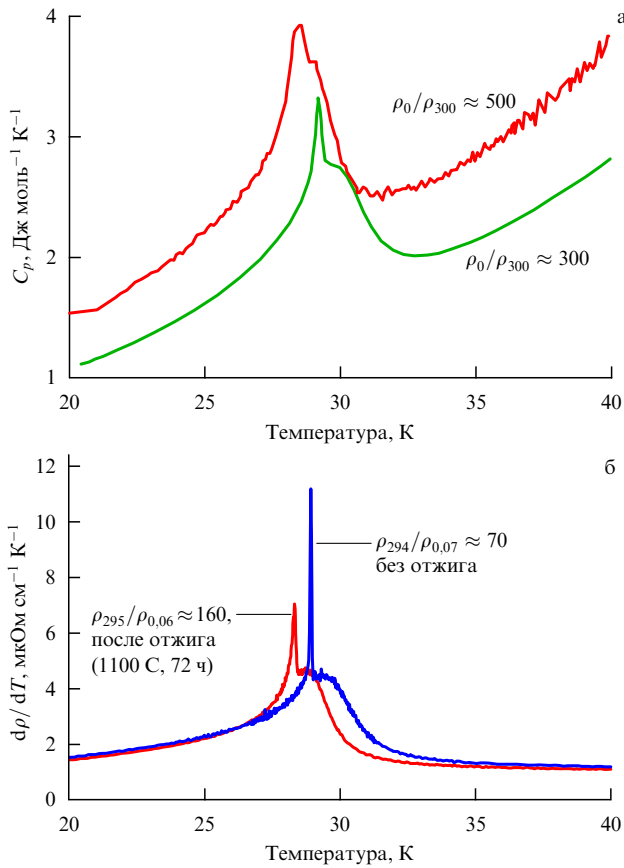 а
4
3
2
1
C_p, Дж моль⁻¹ К⁻¹
ρ₀/ρ₃₀₀ ≈ 500
ρ₀/ρ₃₀₀ ≈ 300
20 25 30 35 40
Температура, К
б
12
10
8
6
4
2
0
dρ/dT, мкОм см⁻¹ К⁻¹
ρ₂₉₄/ρ₀,₀₇ ≈ 70
без отжига
ρ₂₉₅/ρ₀,₀₆ ≈ 160,
после отжига
(1100 С, 72 ч)
20 25 30 35 40
Температура, К